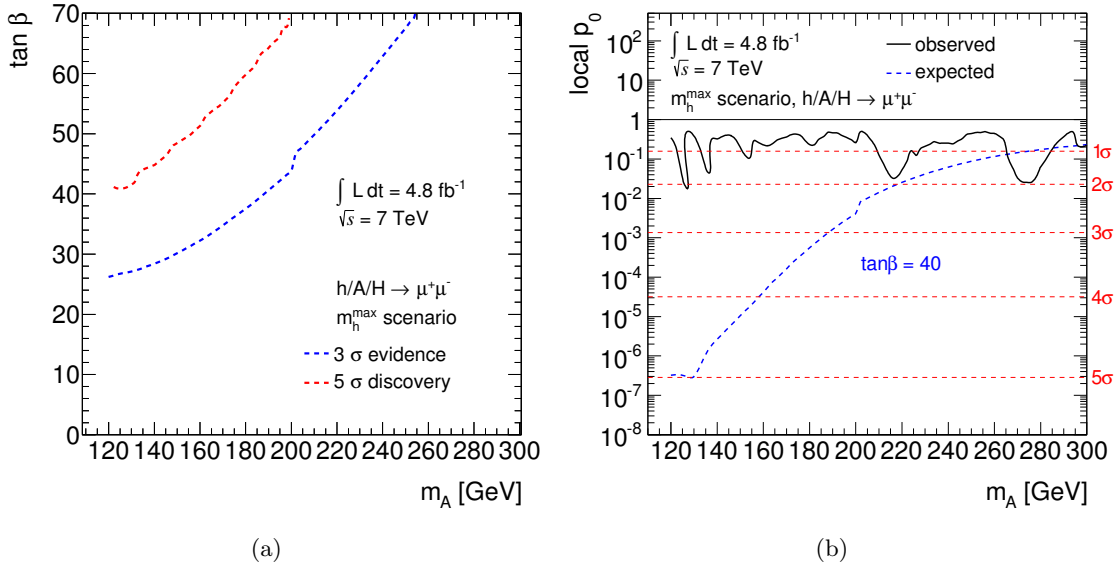 tan β
70
60
50
40
30
20
10
0
∫ L dt = 4.8 fb⁻¹
√s = 7 TeV
h/A/H → μ⁺μ⁻
m_h^max scenario
3 σ evidence
5 σ discovery
120 140 160 180 200 220 240 260 280 300
m_A [GeV]
(a)
local p_0
10²
10
1
10⁻¹
10⁻²
10⁻³
10⁻⁴
10⁻⁵
10⁻⁶
10⁻⁷
10⁻⁸
∫ L dt = 4.8 fb⁻¹
√s = 7 TeV
m_h^max scenario, h/A/H → μ⁺μ⁻
observed
expected
1σ
2σ
3σ
tanβ = 40
4σ
5σ
120 140 160 180 200 220 240 260 280 300
m_A [GeV]
(b)